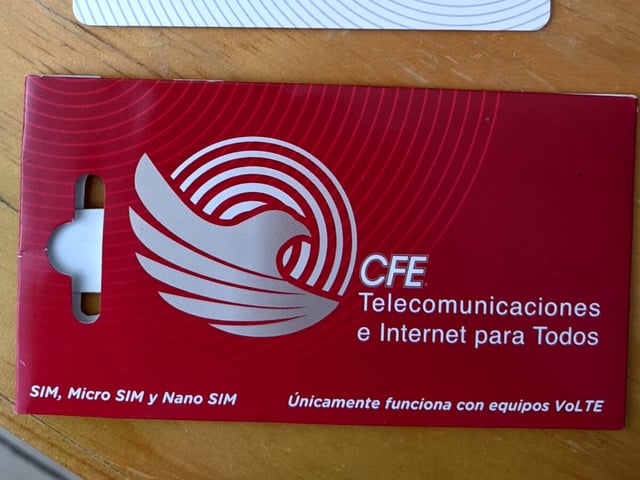 CFE
Telecomunicaciones
e Internet para Todos
SIM, Micro SIM y Nano SIM
Únicamente funciona con equipos VoLTE